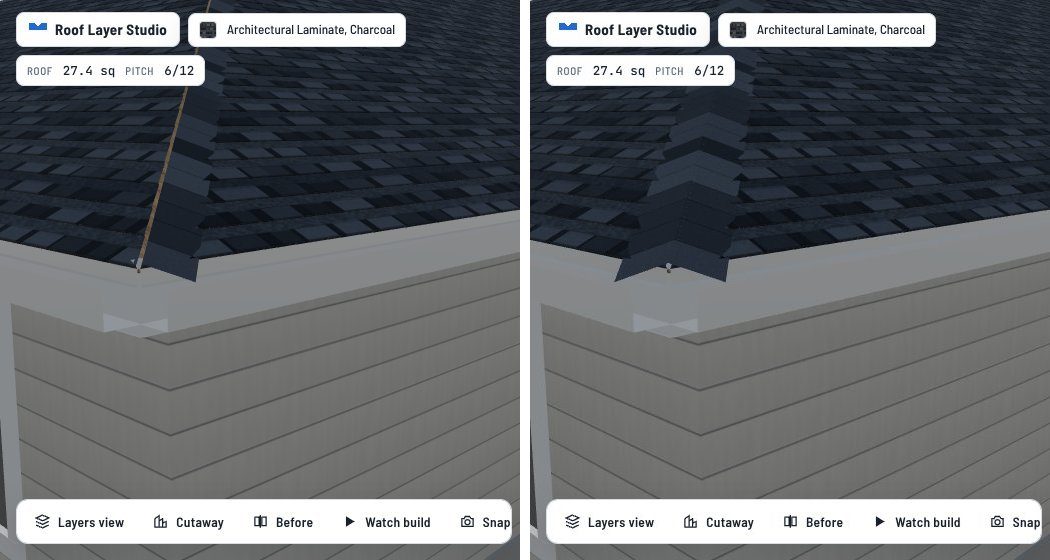 Roof Layer Studio
Architectural Laminate, Charcoal
ROOF 27.4 sq PITCH 6/12
Layers view
Cutaway
Before
Watch build
Snap
Roof Layer Studio
Architectural Laminate, Charcoal
ROOF 27.4 sq PITCH 6/12
Layers view
Cutaway
Before
Watch build
Snap